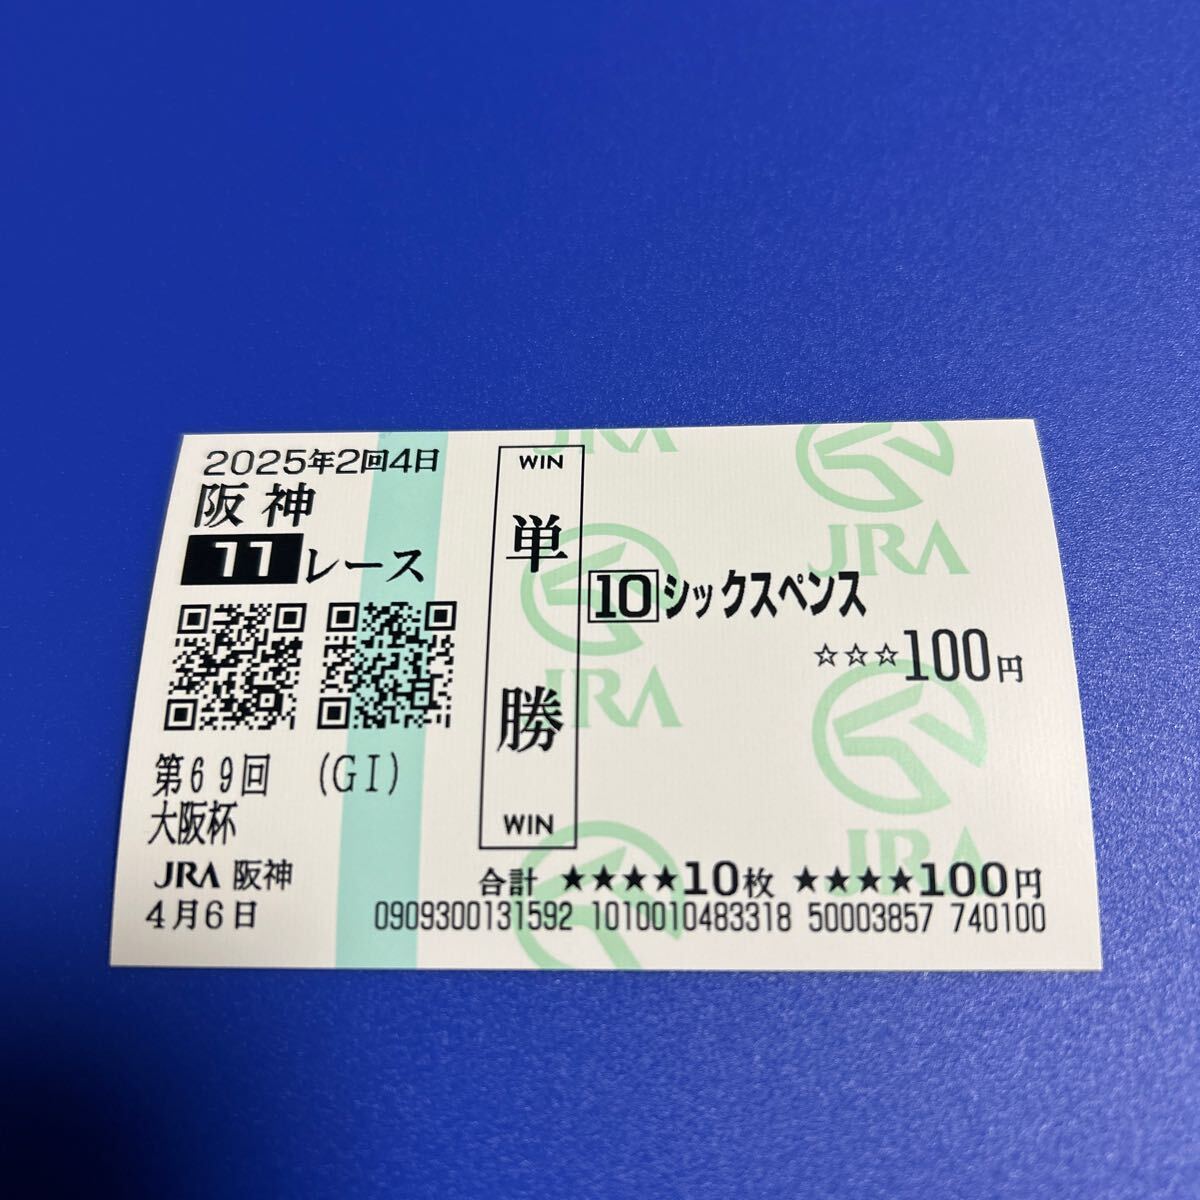 2025年2回4日
阪神
11レース
第69回 (GI)
大阪杯
JRA 阪神
4月6日
WIN
単勝
WIN
10シックスペンス
☆☆☆100円
合計 ★★★★10枚 ★★★★100円
0909300131592 1010010483318 50003857 740100
JRA
JRA
JRA
JRA